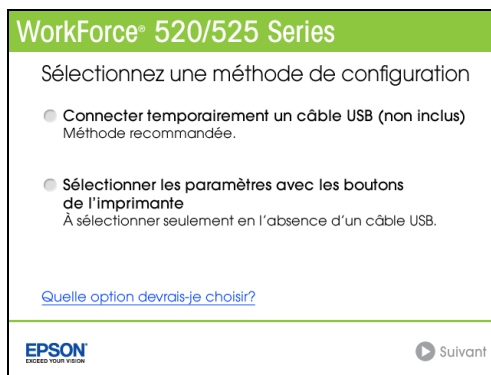 WorkForce® 520/525 Series
Sélectionnez une méthode de configuration
Connecter temporairement un câble USB (non inclus)
Méthode recommandée.
Sélectionner les paramètres avec les boutons
de l'imprimante
À sélectionner seulement en l'absence d'un câble USB.
Quelle option devrais-je choisir?
EPSON®
EXCEED YOUR VISION
Suivant